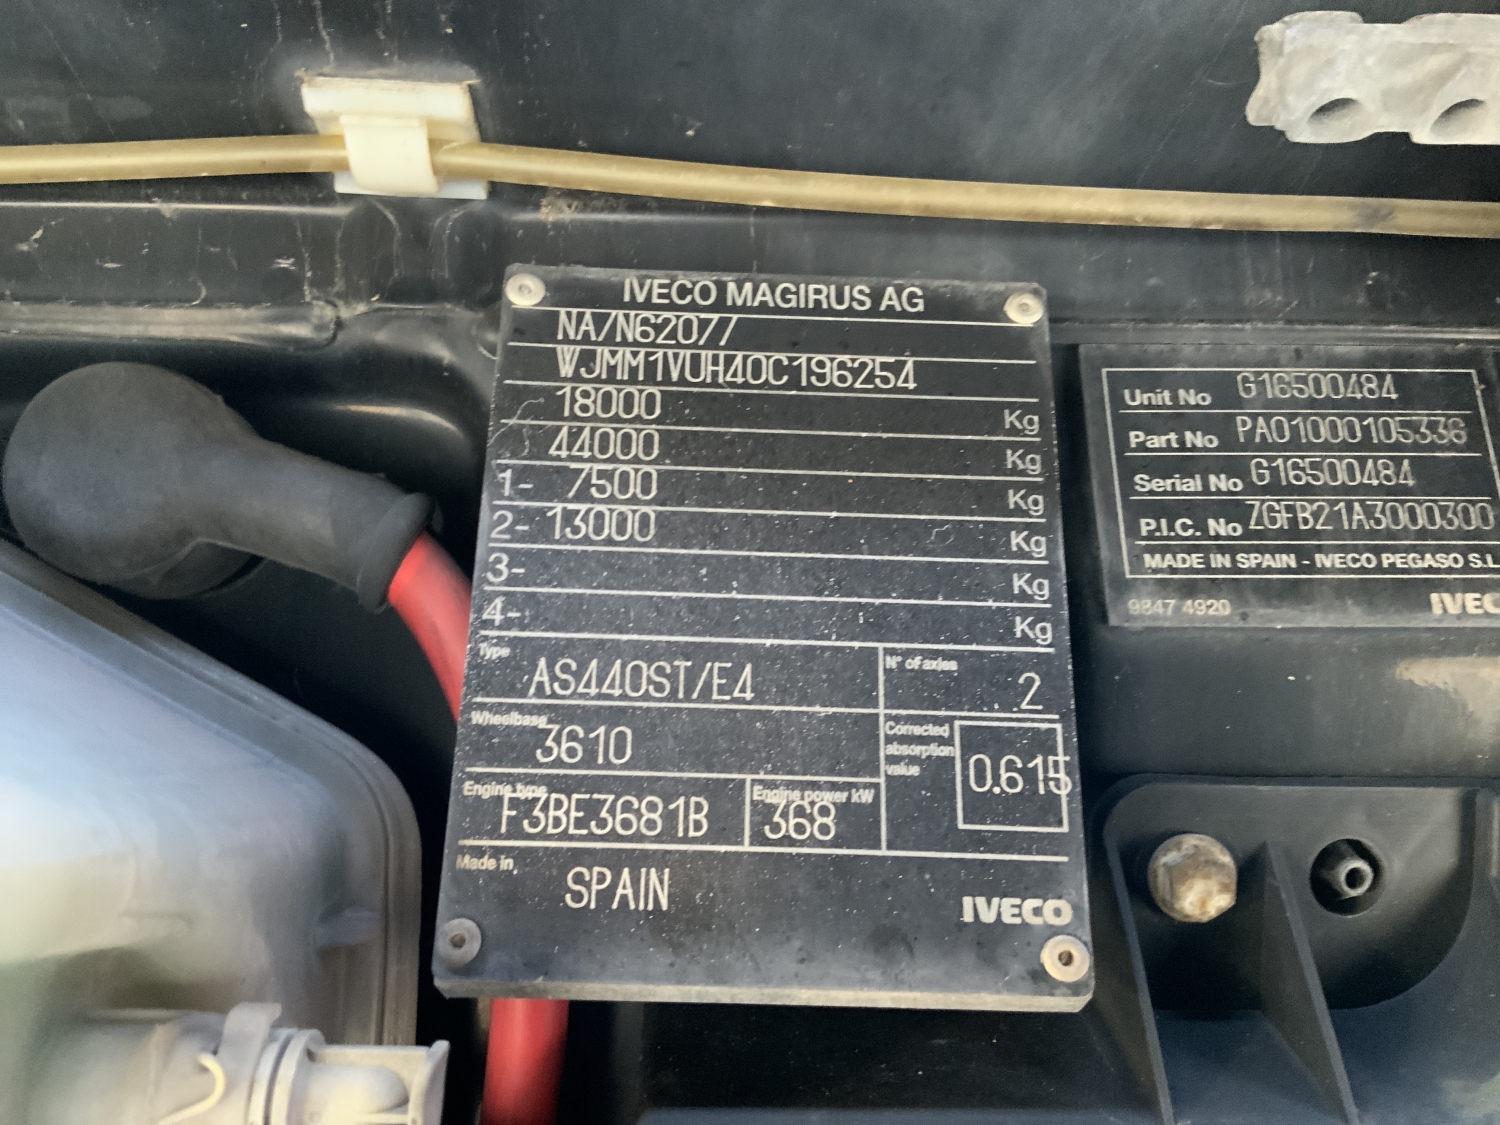 IVECO MAGIRUS AG
NA/N6207/
WJMM1VUH40C196254
18000 Kg
44000 Kg
1- 7500 Kg
2- 13000 Kg
3- Kg
4- Kg
Type
AS440ST/E4
N° of axles
2
Wheelbase
3610
Corrected
absorption
value
0.615
Engine type
F3BE3681B
Engine power kW
368
Made in
SPAIN
IVECO
Unit No G16500484
Part No PA01000105336
Serial No G16500484
P.I.C. No ZGFB21A3000300
MADE IN SPAIN - IVECO PEGASO S.L
9847 4920
IVEC